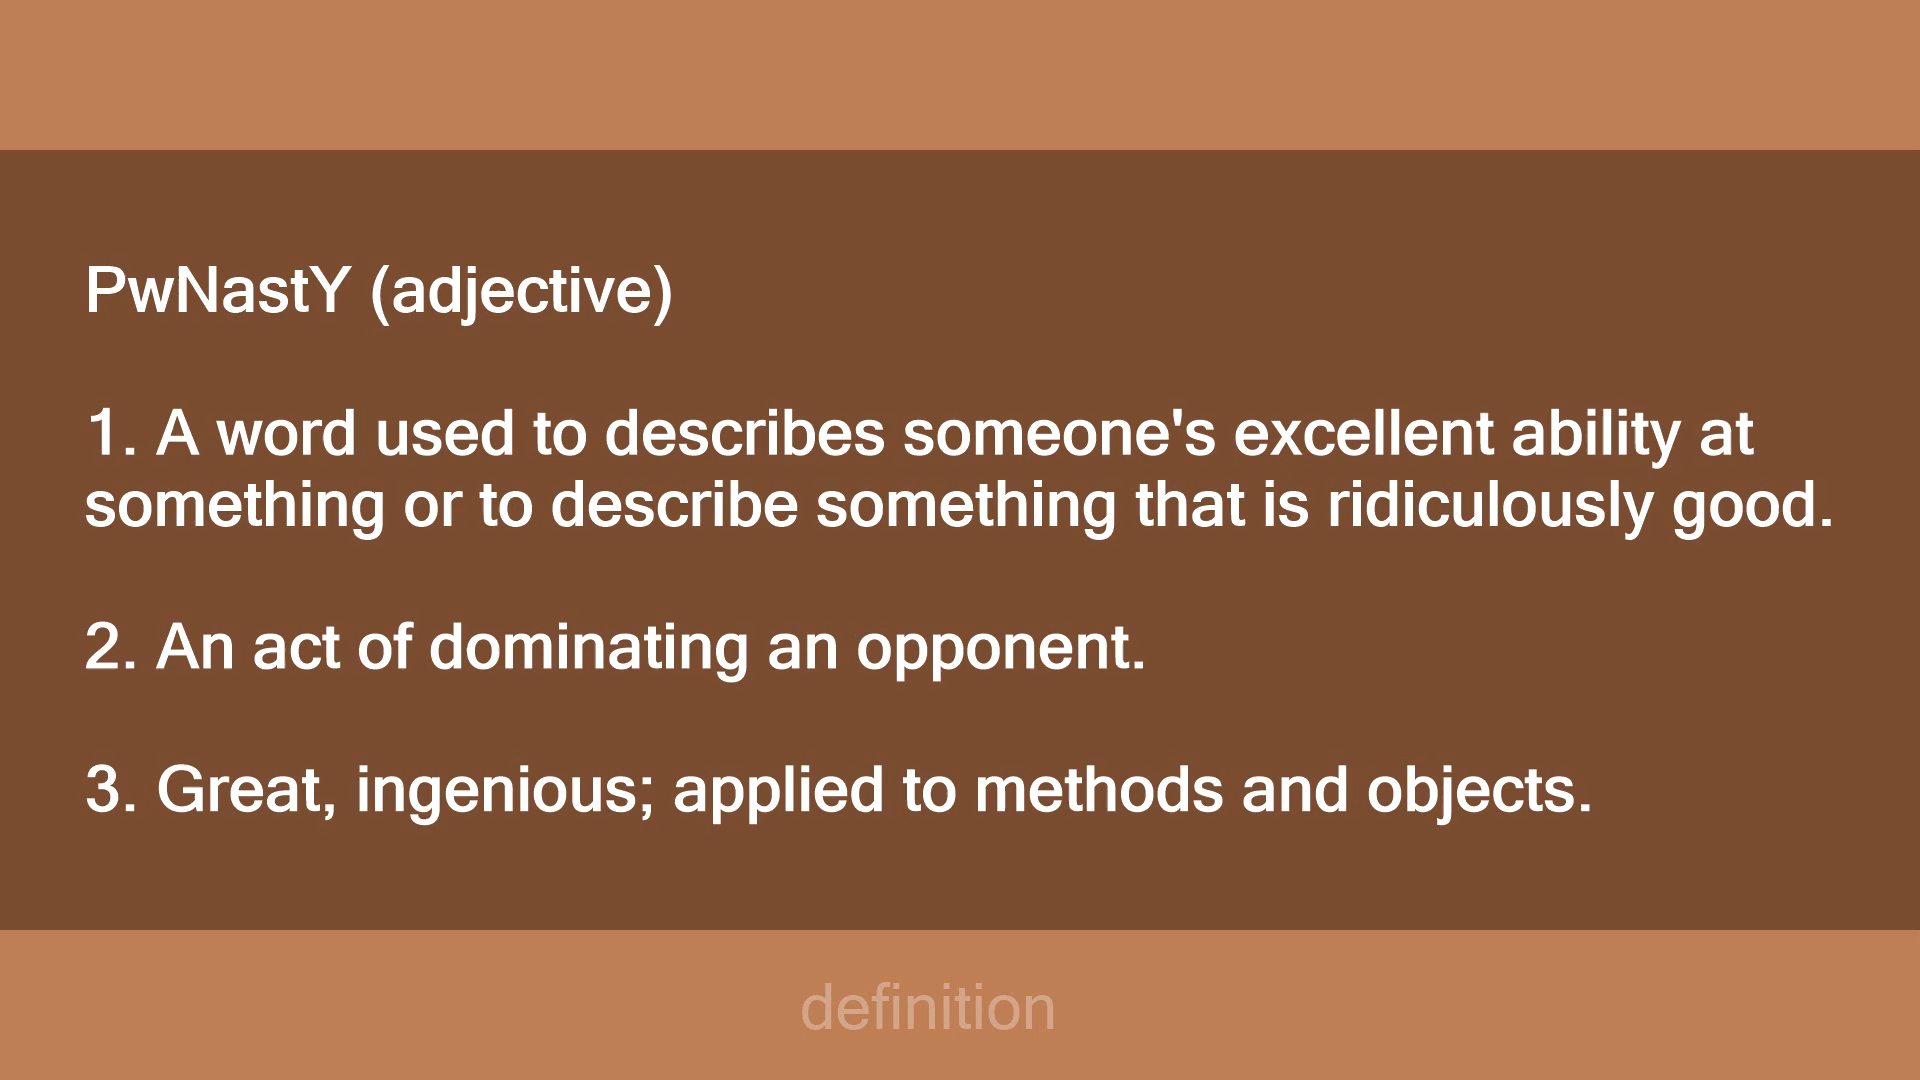 PwNastY (adjective)
1. A word used to describes someone's excellent ability at
something or to describe something that is ridiculously good.
2. An act of dominating an opponent.
3. Great, ingenious; applied to methods and objects.
definition